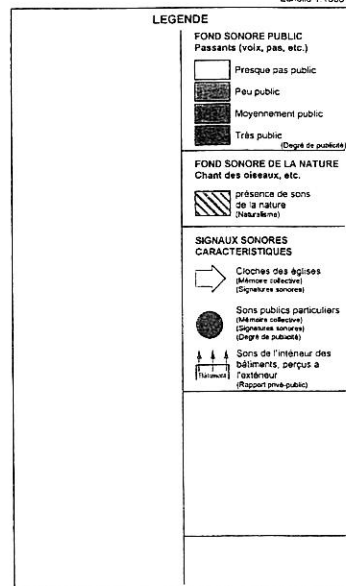 LEGENDE
FOND SONORE PUBLIC
Passants (voix, pas, etc.)
Presque pas public
Peu public
Moyennement public
Très public
(Degré de publicité)
FOND SONORE DE LA NATURE
Chant des oiseaux, etc.
présence de sons
de la nature
(Naturalisme)
SIGNAUX SONORES
CARACTERISTIQUES
Cloches des églises
(Mémoire collective)
(Signatures sonores)
Sons publics particuliers
(Mémoire collective)
(Signatures sonores)
(Degré de publicité)
Sons de l'intérieur des
bâtiments, perçus a
l'extérieur
(Rapport privé-public)
Bâtiment